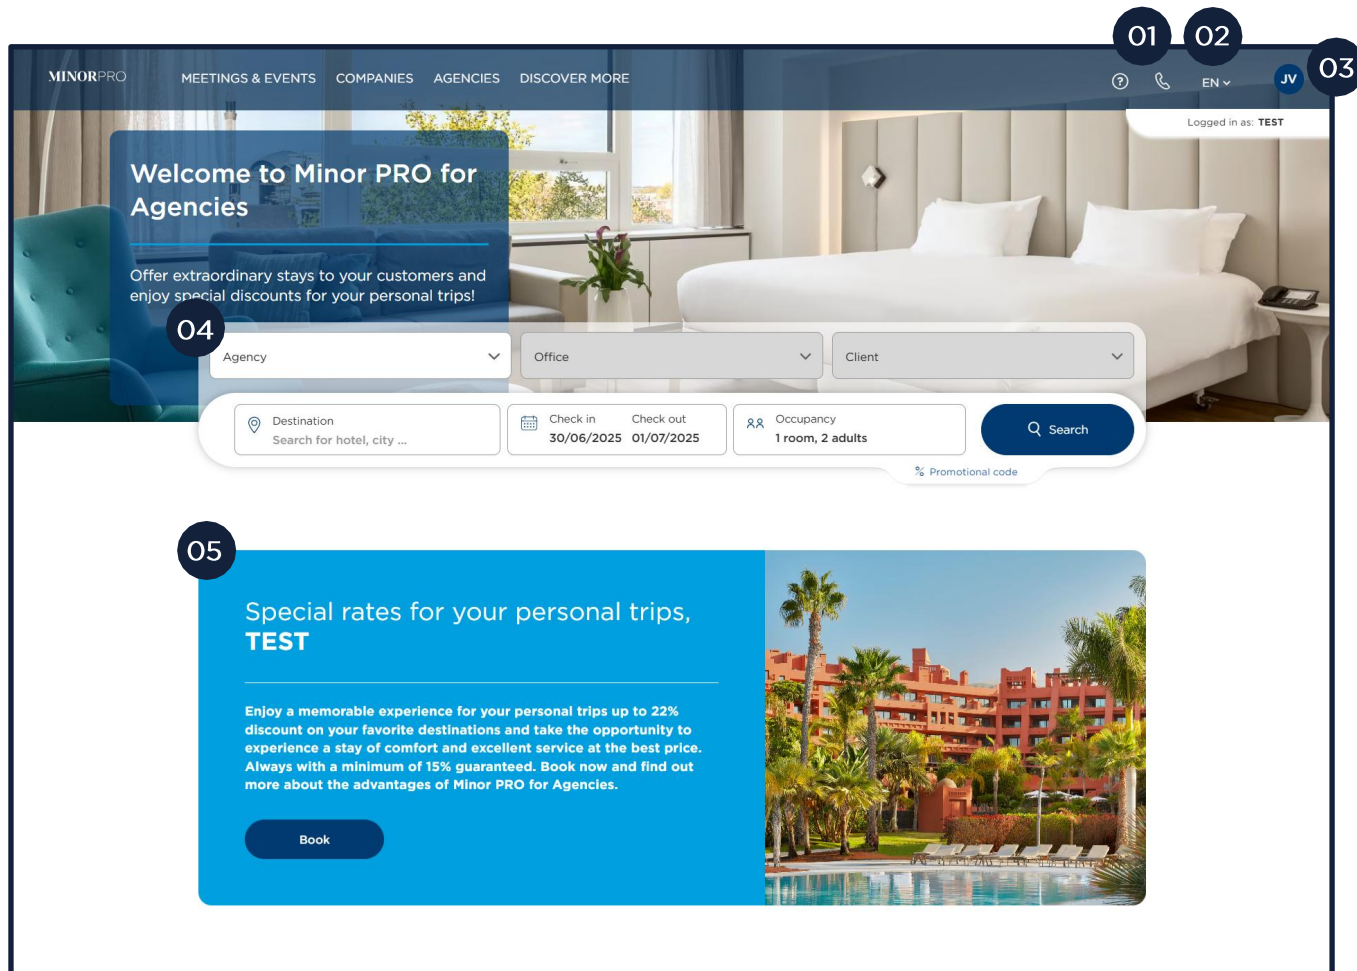 01 02
03
MINORPRO MEETINGS & EVENTS COMPANIES AGENCIES DISCOVER MORE EN JV
Logged in as: TEST
Welcome to Minor PRO for
Agencies
Offer extraordinary stays to your customers and
enjoy special discounts for your personal trips!
04
Agency Office Client
Destination Check in Check out Occupancy
Search for hotel, city ... 30/06/2025 01/07/2025 1 room, 2 adults
Search
% Promotional code
05
Special rates for your personal trips,
TEST
Enjoy a memorable experience for your personal trips up to 22%
discount on your favorite destinations and take the opportunity to
experience a stay of comfort and excellent service at the best price.
Always with a minimum of 15% guaranteed. Book now and find out
more about the advantages of Minor PRO for Agencies.
Book